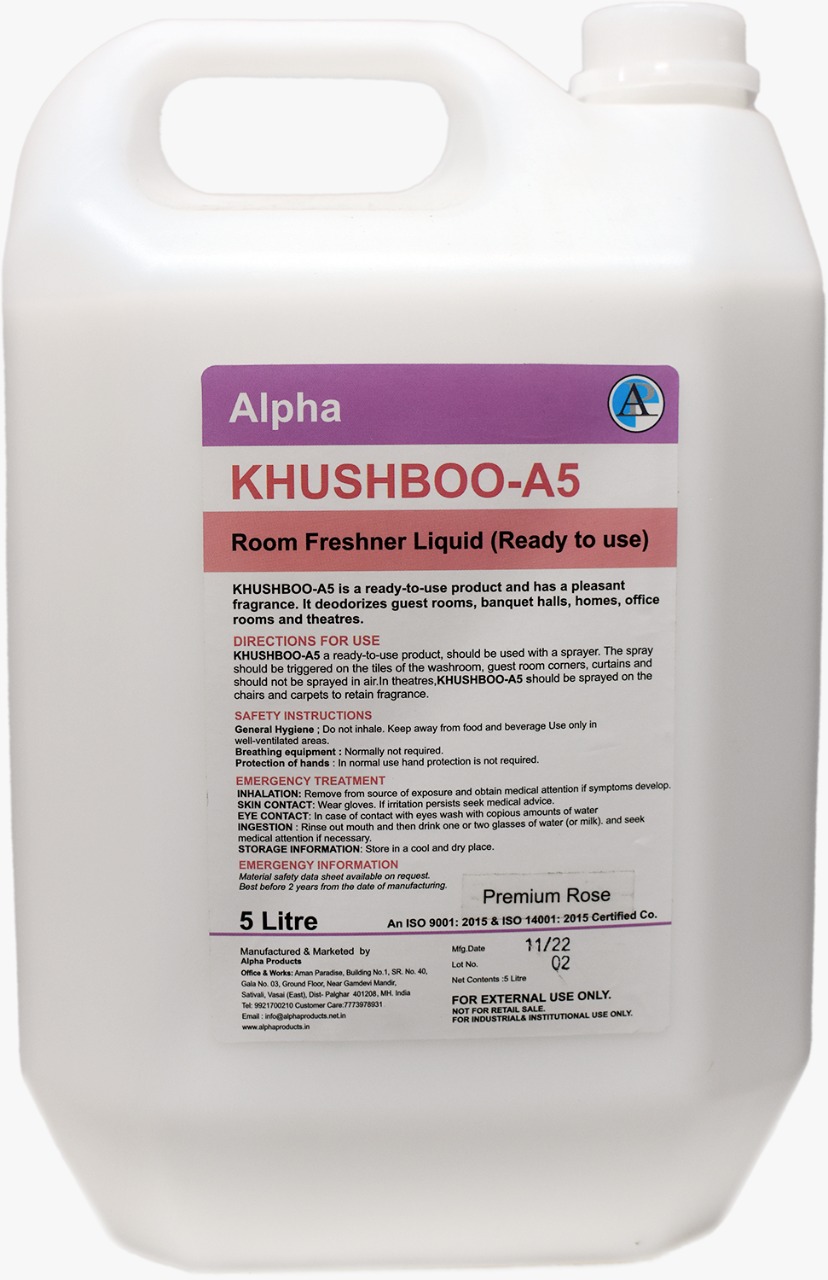 Alpha
AP
KHUSHBOO-A5
Room Freshner Liquid (Ready to use)
KHUSHBOO-A5 is a ready-to-use product and has a pleasant
fragrance. It deodorizes guest rooms, banquet halls, homes, office
rooms and theatres.
DIRECTIONS FOR USE
KHUSHBOO-A5 a ready-to-use product, should be used with a sprayer. The spray
should be triggered on the tiles of the washroom, guest room corners, curtains and
should not be sprayed in air.In theatres,KHUSHBOO-A5 should be sprayed on the
chairs and carpets to retain fragrance.
SAFETY INSTRUCTIONS
General Hygiene ; Do not inhale. Keep away from food and beverage Use only in
well-ventilated areas.
Breathing equipment : Normally not required.
Protection of hands : In normal use hand protection is not required.
EMERGENCY TREATMENT
INHALATION: Remove from source of exposure and obtain medical attention if symptoms develop.
SKIN CONTACT: Wear gloves. If irritation persists seek medical advice.
EYE CONTACT: In case of contact with eyes wash with copious amounts of water
INGESTION : Rinse out mouth and then drink one or two glasses of water (or milk). and seek
medical attention if necessary.
STORAGE INFORMATION: Store in a cool and dry place.
EMERGENGY INFORMATION
Material safety data sheet available on request.
Best before 2 years from the date of manufacturing.
Premium Rose
5 Litre
An ISO 9001: 2015 & ISO 14001: 2015 Certified Co.
Manufactured & Marketed by
Alpha Products
Office & Works: Aman Paradise, Building No.1, SR. No. 40,
Gala No. 03, Ground Floor, Near Gamdevi Mandir,
Sativali, Vasai (East), Dist- Palghar 401208, MH. India
Tel: 9921700210 Customer Care:7773978931
Email : info@alphaproducts.net.in
www.alphaproducts.in
Mfg.Date 11/22
Lot No. 02
Net Contents :5 Litre
FOR EXTERNAL USE ONLY.
NOT FOR RETAIL SALE.
FOR INDUSTRIAL& INSTITUTIONAL USE ONLY.